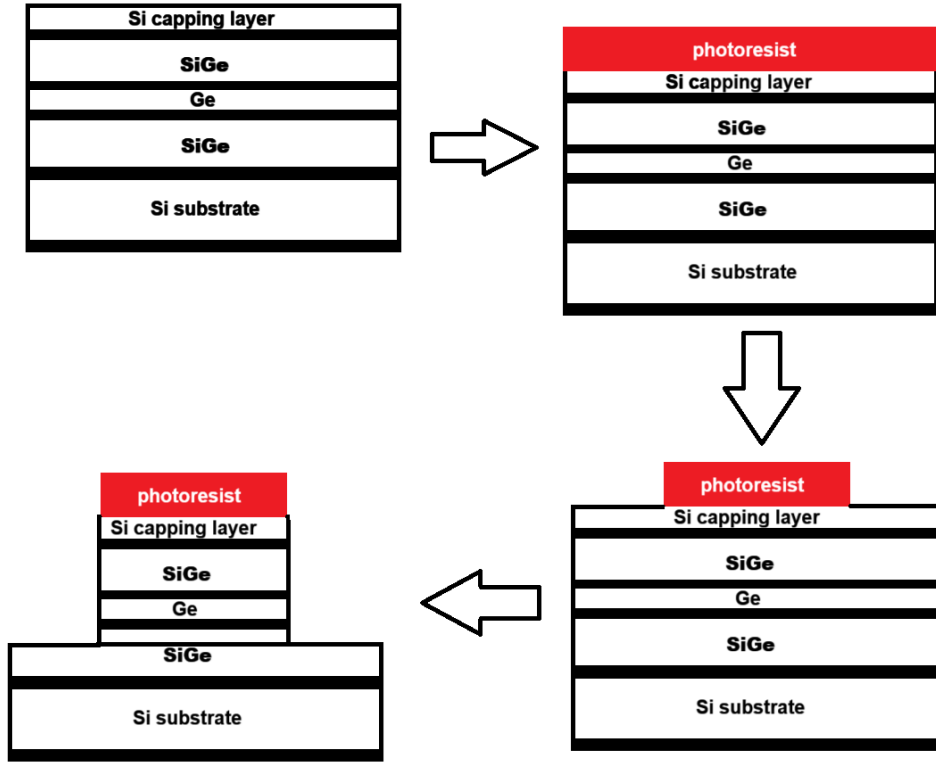 Si capping layer
SiGe
Ge
SiGe
Si substrate
photoresist
Si capping layer
SiGe
Ge
SiGe
Si substrate
photoresist
Si capping layer
SiGe
Ge
SiGe
Si substrate
photoresist
Si capping layer
SiGe
Ge
SiGe
Si substrate